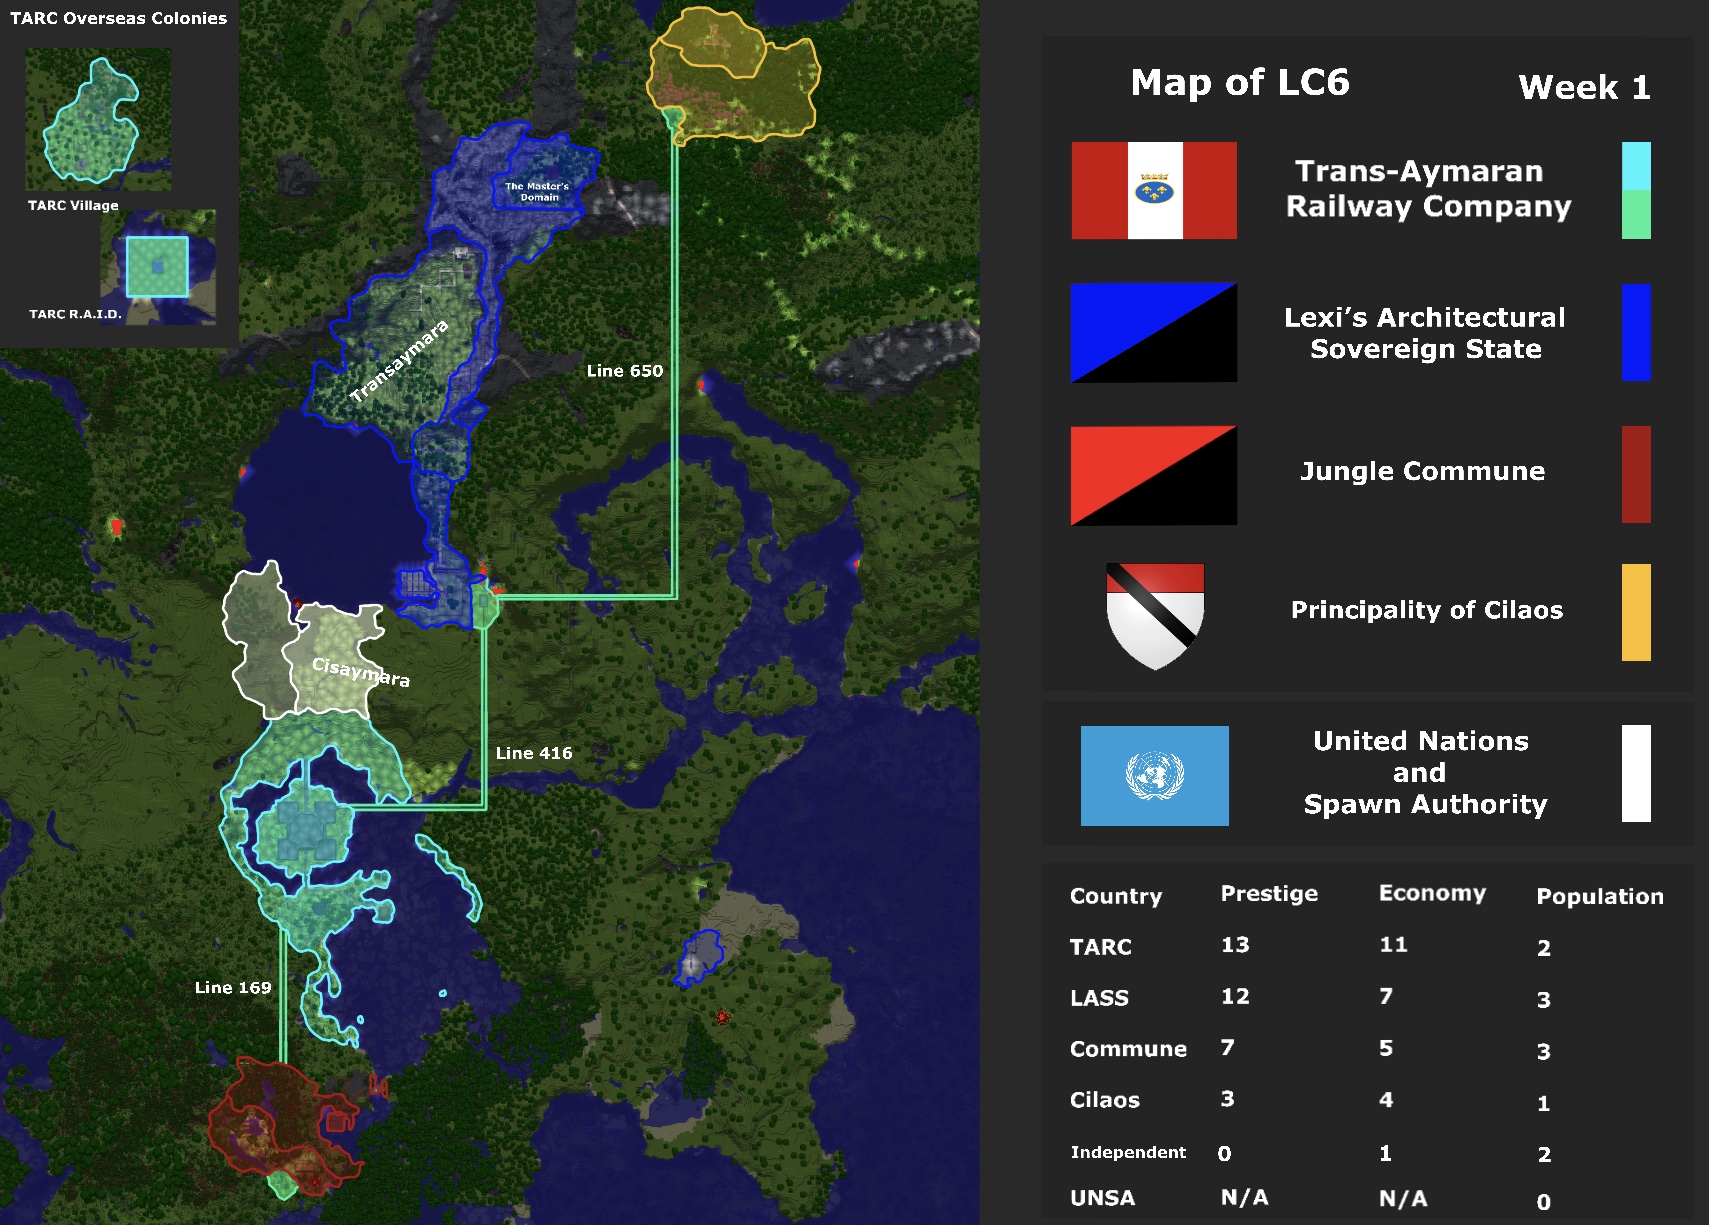 TARC Overseas Colonies
TARC Village
TARC R.A.I.D.
The Master's
Domain
Transaymara
Line 650
Cisaymara
Line 416
Line 169
Map of LC6
Week 1
Trans-Aymaran
Railway Company
Lexi's Architectural
Sovereign State
Jungle Commune
Principality of Cilaos
United Nations
and
Spawn Authority
Country Prestige Economy Population
TARC 13 11 2
LASS 12 7 3
Commune 7 5 3
Cilaos 3 4 1
Independent 0 1 2
UNSA N/A N/A 0